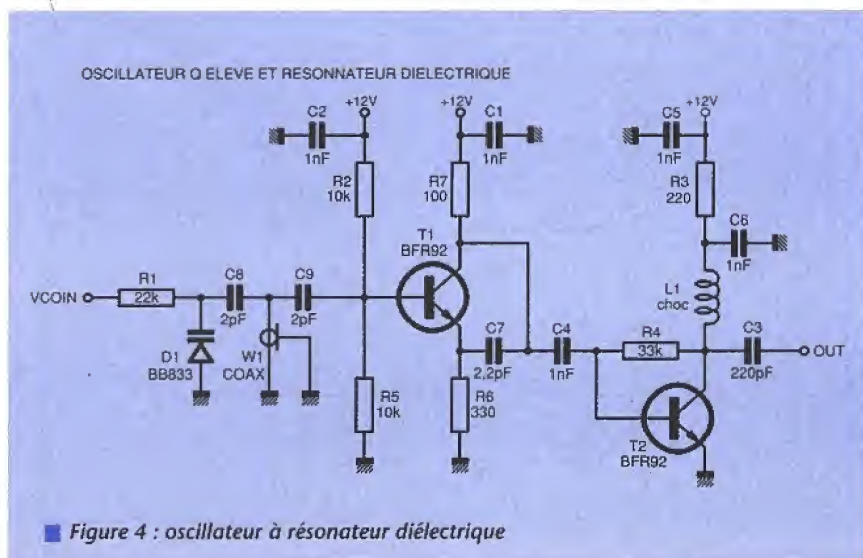 OSCILLATEUR Q ELEVE ET RESONNATEUR DIELECTRIQUE
+12V
+12V
+12V
C2
1nF
C1
1nF
C5
1nF
R2
10k
R7
100
R3
220
C6
1nF
T1
BFR92
L1
choc
VCOIN
R1
22k
C8
2pF
C9
2pF
C7
2,2pF
C4
1nF
R4
33k
C3
220pF
OUT
D1
BB833
W1
COAX
R5
10k
R6
330
T2
BFR92
Figure 4 : oscillateur à résonateur diélectrique